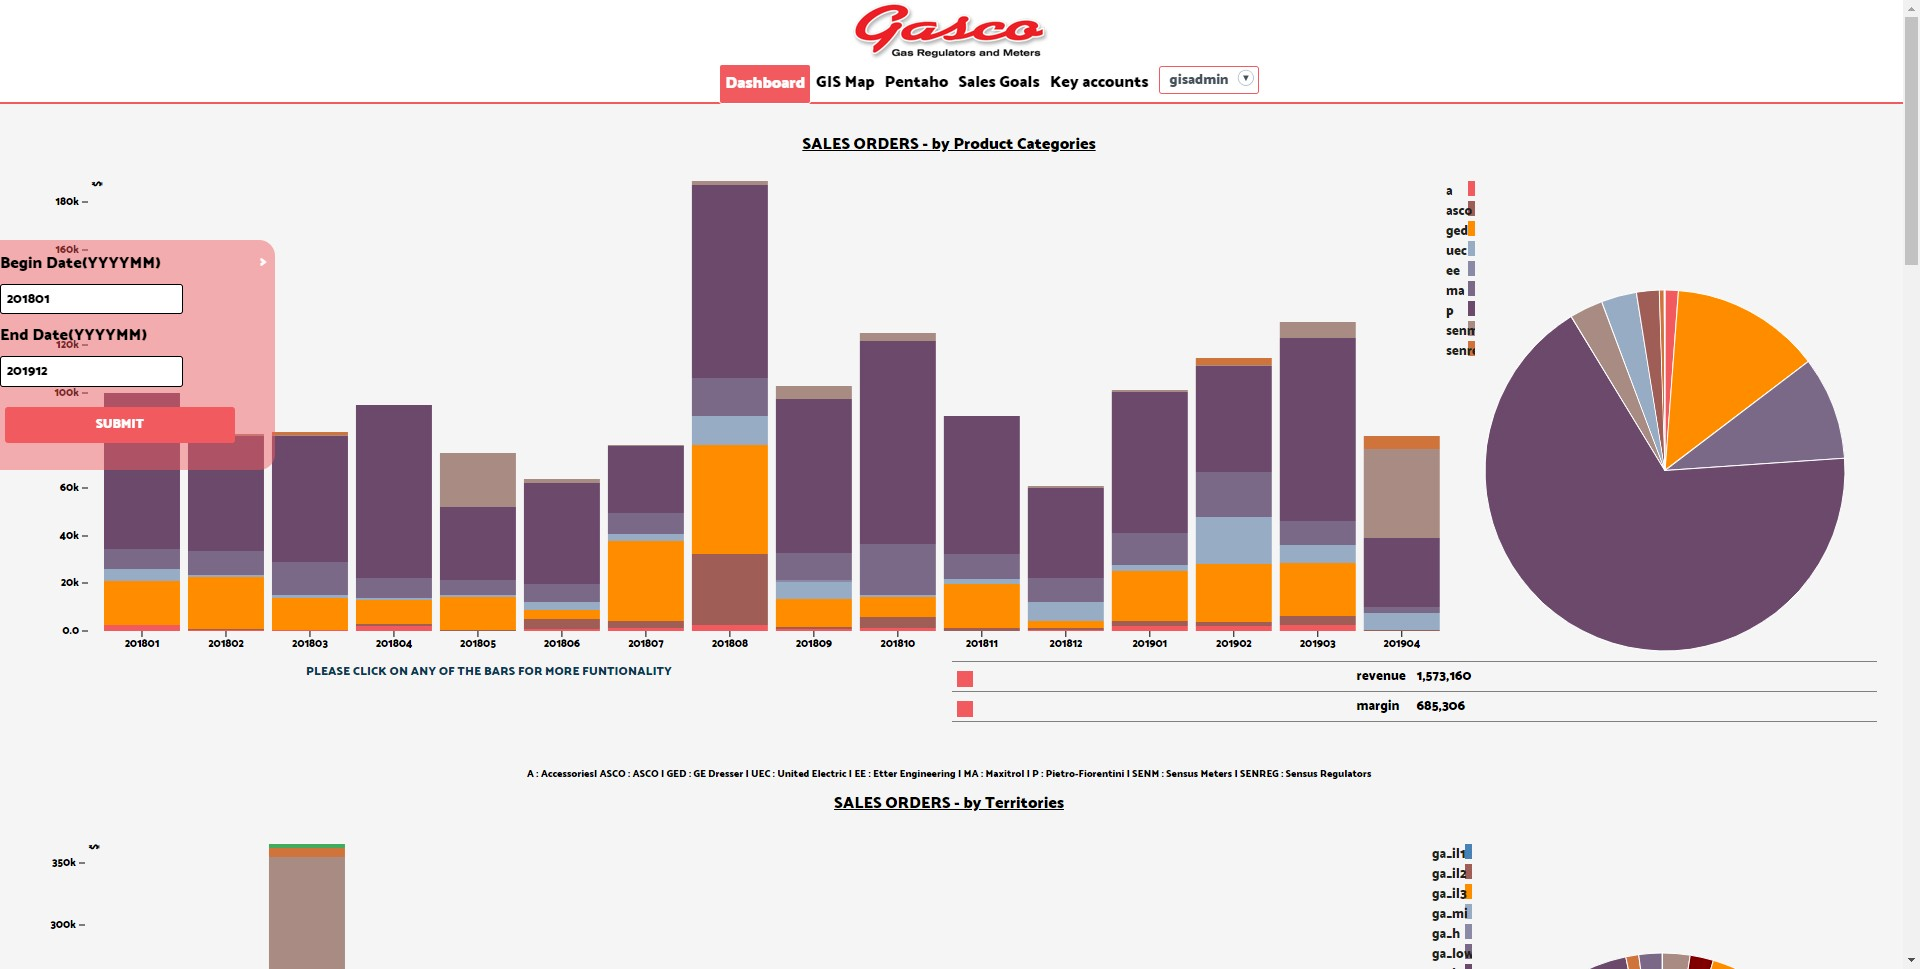 Gasco
Gas Regulators and Meters
Dashboard GIS Map Pentaho Sales Goals Key accounts gisadmin
SALES ORDERS - by Product Categories
$
180k
160k
Begin Date(YYYYMM)
201801
End Date(YYYYMM)
120k
201912
100k
SUBMIT
60k
40k
20k
0.0
201801 201802 201803 201804 201805 201806 201807 201808 201809 201810 201811 201812 201901 201902 201903 201904
a
asco
ged
uec
ee
ma
p
senm
senre
PLEASE CLICK ON ANY OF THE BARS FOR MORE FUNTIONALITY
revenue 1,573,160
margin 685,306
A : Accessories| ASCO : ASCO | GED : GE Dresser | UEC : United Electric | EE : Etter Engineering | MA : Maxitrol | P : Pietro-Fiorentini | SENM : Sensus Meters | SENREG : Sensus Regulators
SALES ORDERS - by Territories
$
350k
300k
ga_il1
ga_il2
ga_il3
ga_mi
ga_h
ga_low